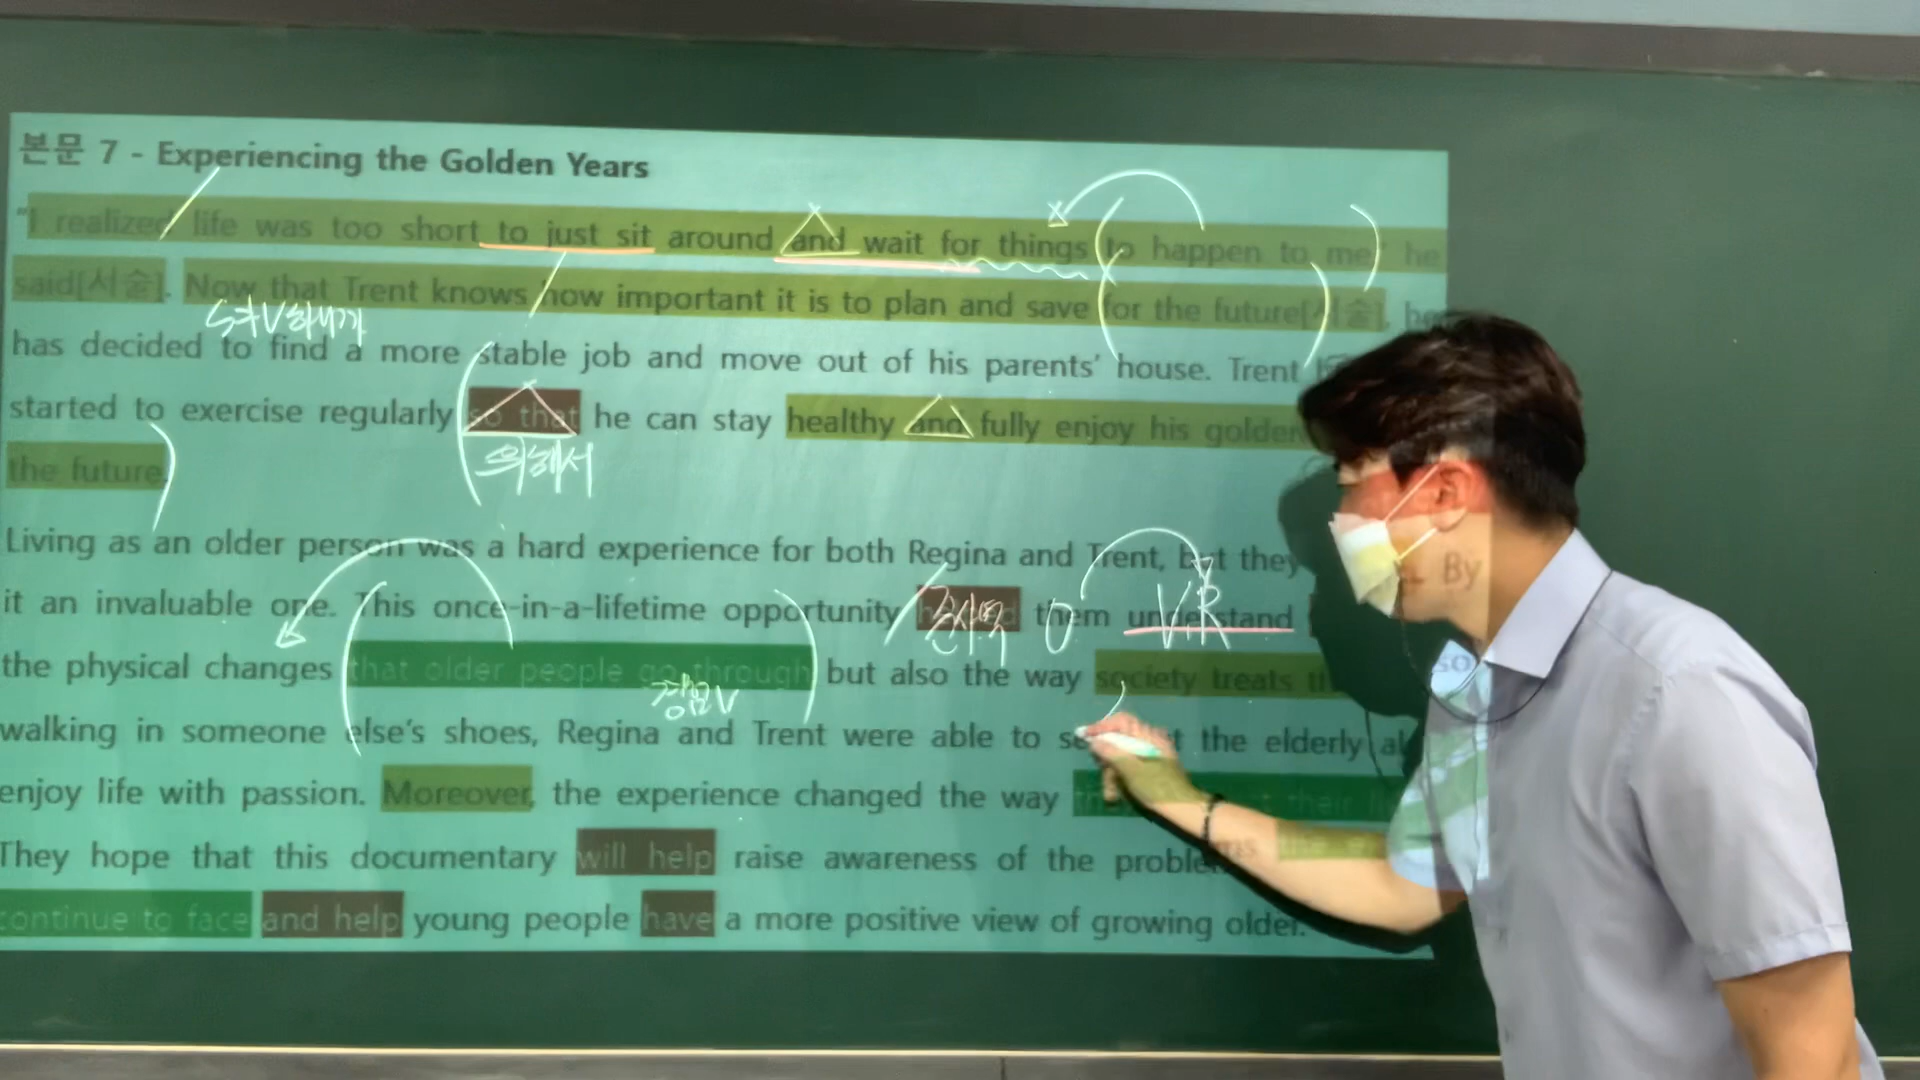 본문 7 - Experiencing the Golden Years
"I realized life was too short to just sit around and wait for things to happen to me," he
said[서술]. Now that Trent knows how important it is to plan and save for the future[서술], he
S가 V하니까
has decided to find a more stable job and move out of his parents' house. Trent
started to exercise regularly so that he can stay healthy and fully enjoy his golden
위해서
the future.
Living as an older person was a hard experience for both Regina and Trent, but they
it an invaluable one. This once-in-a-lifetime opportunity them understand
준사역 O V.R
the physical changes that older people go through but also the way society treats By
V
walking in someone else's shoes, Regina and Trent were able to the elderly
enjoy life with passion. Moreover, the experience changed the way their
They hope that this documentary will help raise awareness of the problems the
continue to face and help young people have a more positive view of growing older.